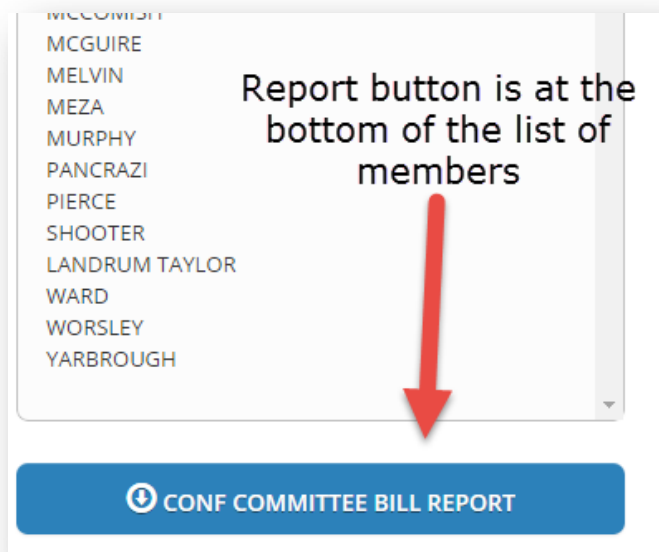 MCGUIRE
MELVIN
MEZA
MURPHY
PANCRAZI
PIERCE
SHOOTER
LANDRUM TAYLOR
WARD
WORSLEY
YARBROUGH
Report button is at the
bottom of the list of
members
CONF COMMITTEE BILL REPORT